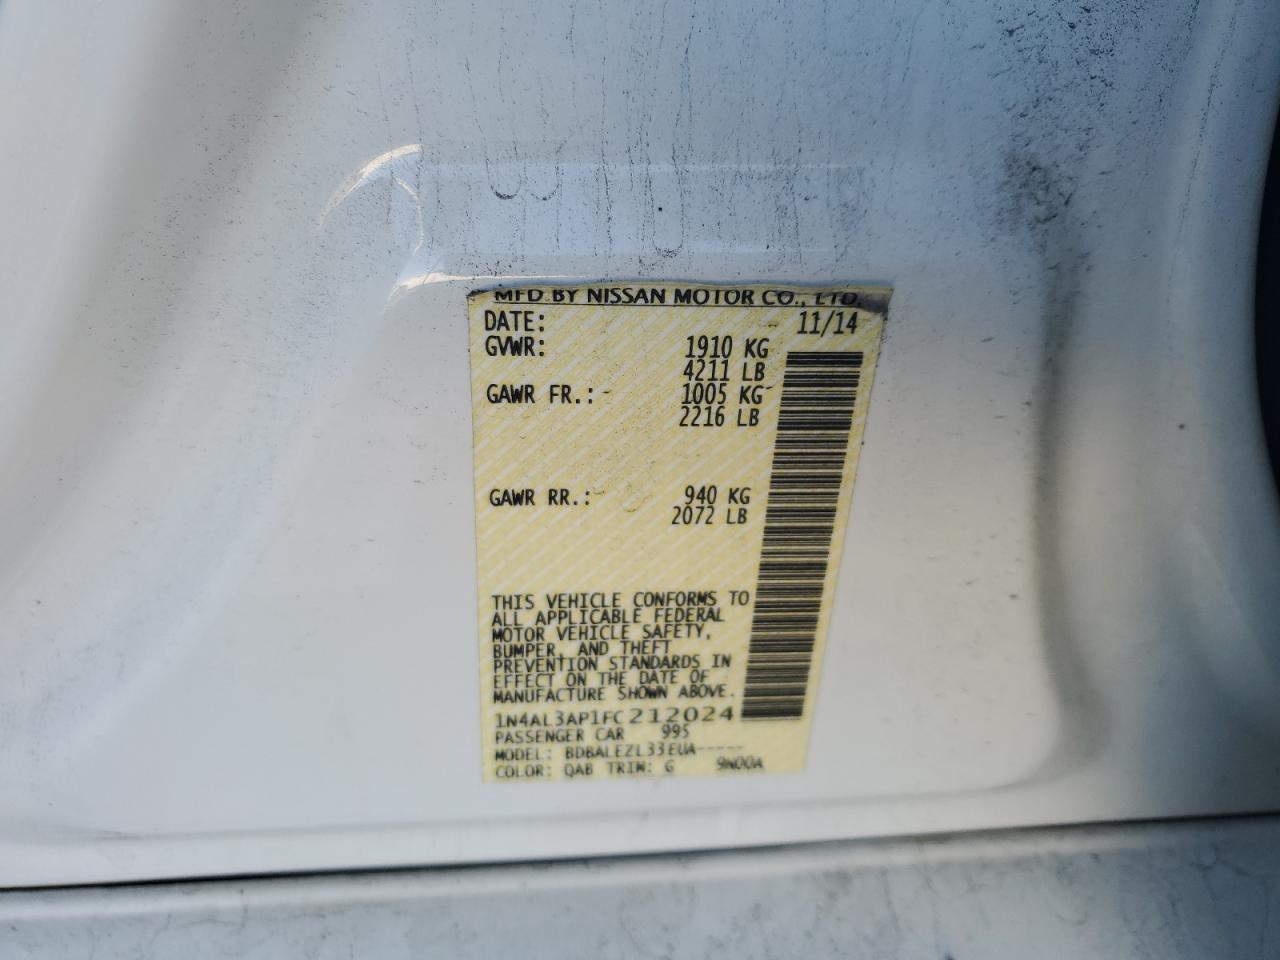 MFD BY NISSAN MOTOR CO., LTD.
DATE: 11/14
GVWR: 1910 KG
4211 LB
GAWR FR.: 1005 KG
2216 LB
GAWR RR.: 940 KG
2072 LB
THIS VEHICLE CONFORMS TO
ALL APPLICABLE FEDERAL
MOTOR VEHICLE SAFETY,
BUMPER, AND THEFT
PREVENTION STANDARDS IN
EFFECT ON THE DATE OF
MANUFACTURE SHOWN ABOVE.
1N4AL3AP1FC212024
PASSENGER CAR 995
MODEL: BDBALEZL33EUA-----
COLOR: QAB TRIM: G 9N00A